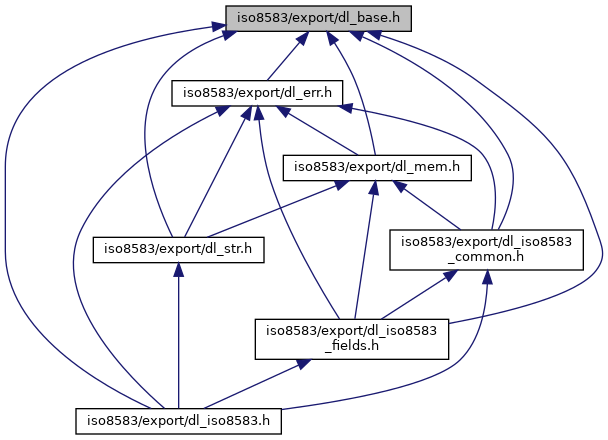 iso8583/export/dl_base.h
iso8583/export/dl_err.h
iso8583/export/dl_mem.h
iso8583/export/dl_str.h
iso8583/export/dl_iso8583
_common.h
iso8583/export/dl_iso8583
_fields.h
iso8583/export/dl_iso8583.h